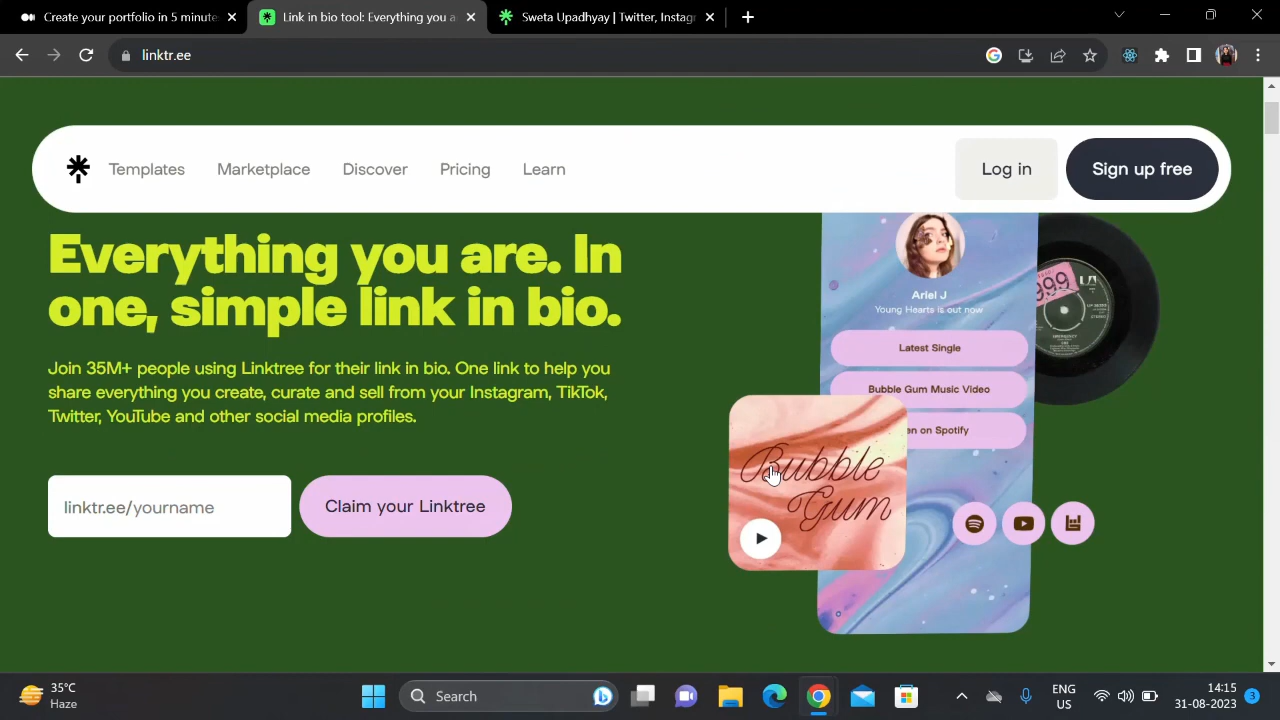 Create your portfolio in 5 minute
Link in bio tool: Everything you a
Sweta Upadhyay | Twitter, Instag
linktr.ee
Templates
Marketplace
Discover
Pricing
Learn
Log in
Sign up free
Everything you are. In
one, simple link in bio.
Join 35M+ people using Linktree for their link in bio. One link to help you
share everything you create, curate and sell from your Instagram, TikTok,
Twitter, YouTube and other social media profiles.
linktr.ee/yourname
Claim your Linktree
Ariel J
Young Hearts is out now
Latest Single
Bubble Gum Music Video
en on Spotify
Bubble
Gum
999
35°C
Haze
Search
ENG
US
14:15
31-08-2023
3